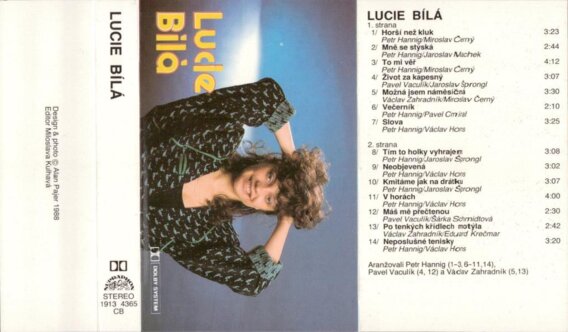 LUCIE BÍLÁ
Design & photo © Alan Pajer 1988
Editor Miloslava Kulhavá
SUPRAPHON
STEREO
1913 4365
CB
Lucie
Bílá
DOLBY SYSTEM
LUCIE BÍLÁ
1. strana
1/ Horší než kluk 3:23
Petr Hannig/Miroslav Černý
2/ Mně se stýská 2:44
Petr Hannig/Jaroslav Machek
3/ To mi věř 4:12
Petr Hannig/Miroslav Černý
4/ Život za kapesný 3:07
Pavel Vaculík/Jaroslav Šprongl
5/ Možná jsem náměsíční 3:30
Václav Zahradník/Miroslav Černý
6/ Večerník 2:10
Petr Hannig/Pavel Cmíral
7/ Slova 3:25
Petr Hannig/Václav Hons
2. strana
8/ Tím to holky vyhrajem 3:08
Petr Hannig/Jaroslav Šprongl
9/ Neobjevená 3:02
Petr Hannig/Václav Hons
10/ Kmitáme jak na drátku 3:07
Petr Hannig/Jaroslav Šprongl
11/ V horách 4:00
Petr Hannig/Václav Hons
12/ Máš mě přečtenou 2:30
Pavel Vaculík/Šárka Schmidtová
13/ Po tenkých křídlech motýla 2:42
Václav Zahradník/Eduard Krečmar
14/ Neposlušné tenisky 3:20
Petr Hannig/Václav Hons
Aranžovali Petr Hannig (1–3, 6–11,14),
Pavel Vaculík (4, 12) a Václav Zahradník (5,13)